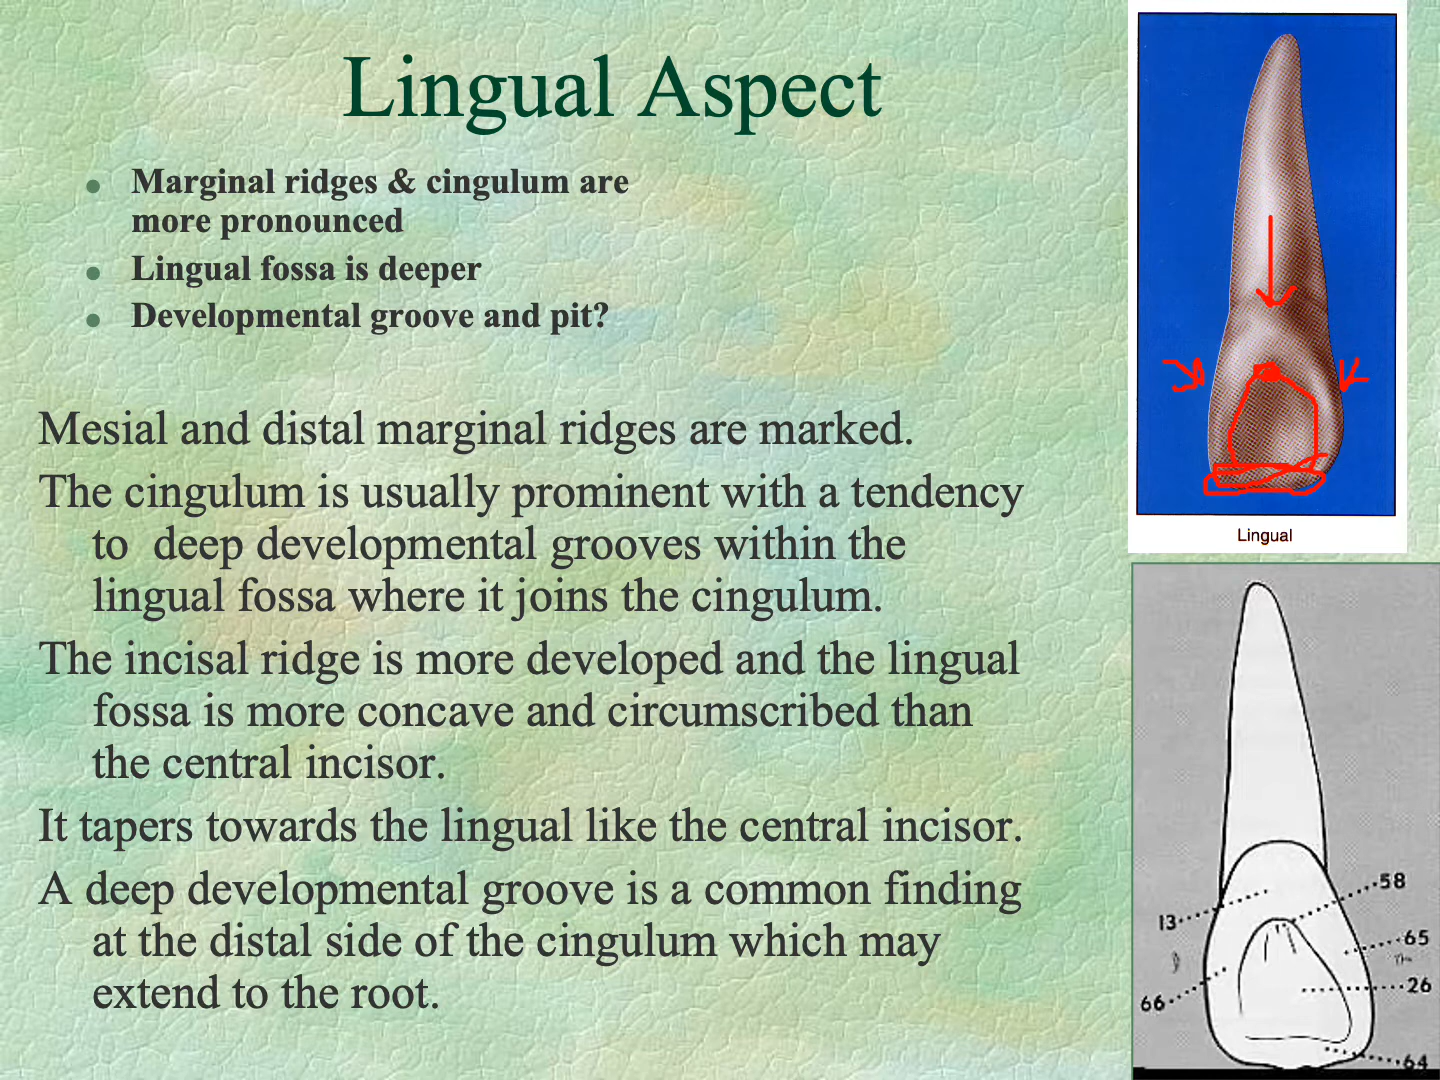 Lingual Aspect
Marginal ridges & cingulum are
more pronounced
Lingual fossa is deeper
Developmental groove and pit?
Mesial and distal marginal ridges are marked.
The cingulum is usually prominent with a tendency
to deep developmental grooves within the
lingual fossa where it joins the cingulum.
The incisal ridge is more developed and the lingual
fossa is more concave and circumscribed than
the central incisor.
It tapers towards the lingual like the central incisor.
A deep developmental groove is a common finding
at the distal side of the cingulum which may
extend to the root.
Lingual
58
13
65
26
66
64